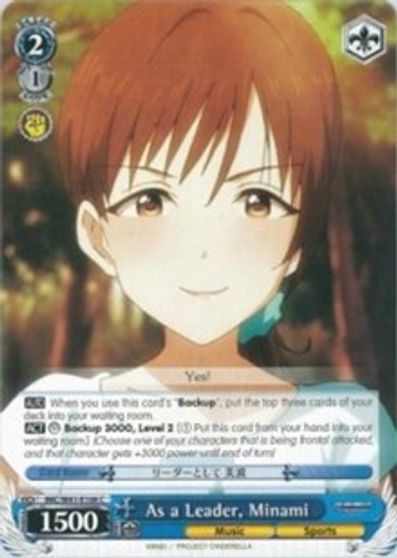 2
1
Yes!
AUTO When you use this card's "Backup", put the top three cards of your
deck into your waiting room.
ACT Backup 3000, Level 2 [① Put this card from your hand into your
waiting room] (Choose one of your characters that is being frontal attacked,
and that character gets +3000 power until end of turn)
Card Name
リーダーとして 美波
1500
As a Leader, Minami
Music
Sports
PROJECT CINDERELLA